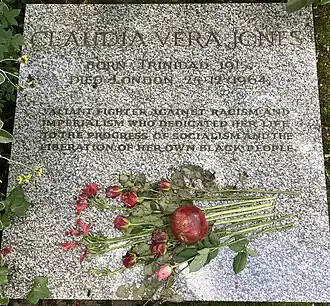 CLAUDIA VERA JONES
BORN, TRINIDAD 1915
DIED, LONDON 25.12.1964
VALIANT FIGHTER AGAINST RACISM AND
IMPERIALISM WHO DEDICATED HER LIFE
TO THE PROGRESS OF SOCIALISM AND THE
LIBERATION OF HER OWN BLACK PEOPLE